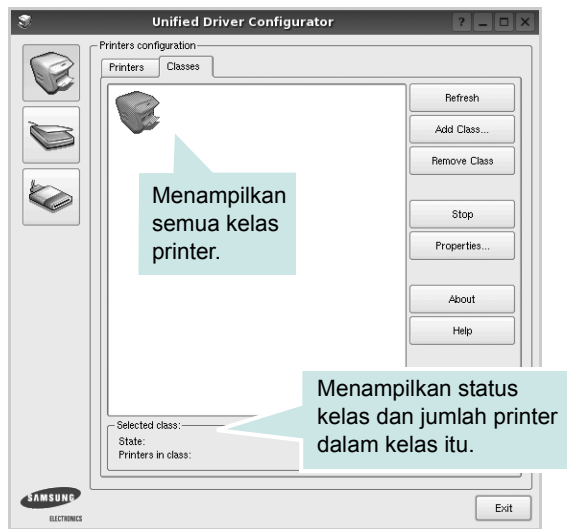 Unified Driver Configurator
Printers configuration
Printers
Classes
Refresh
Add Class...
Remove Class
Menampilkan
semua kelas
printer.
Stop
Properties...
About
Help
Menampilkan status
kelas dan jumlah printer
dalam kelas itu.
Selected class:
State:
Printers in class:
SAMSUNG
ELECTRONICS
Exit